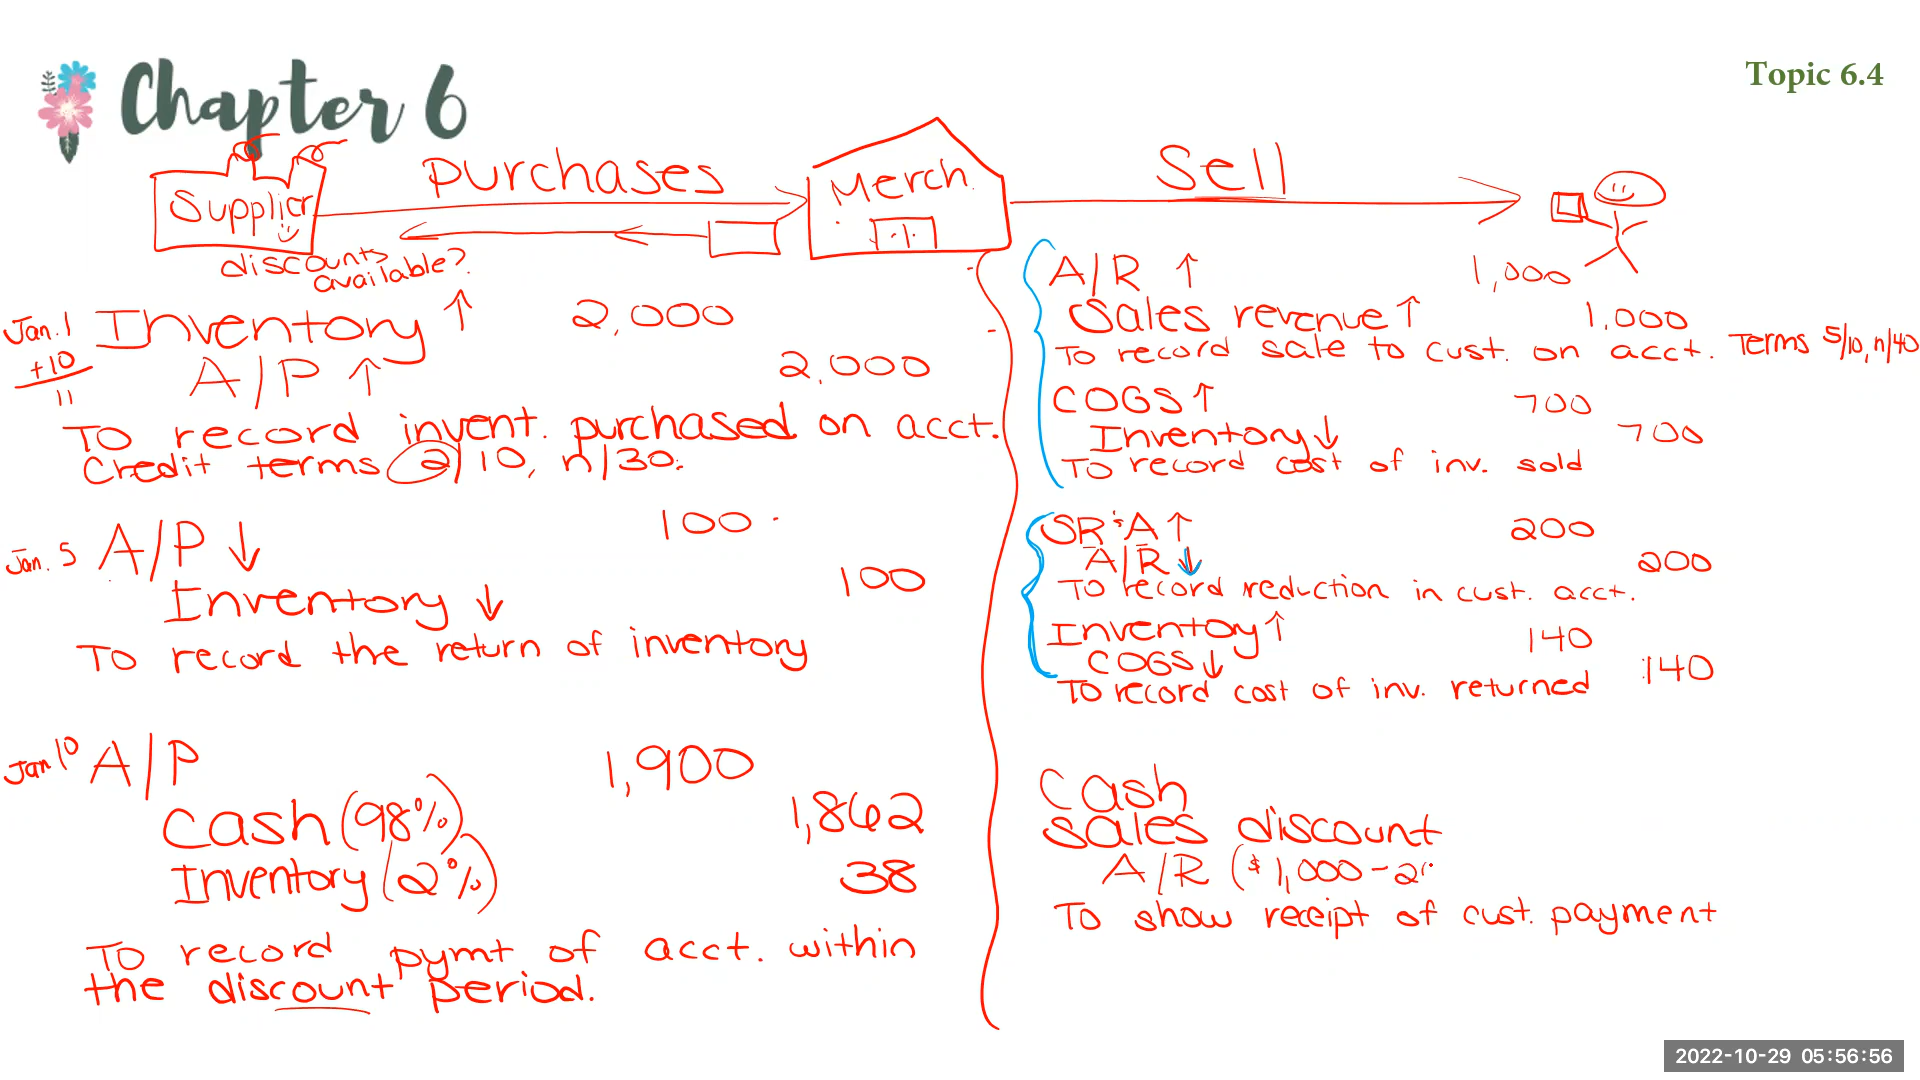 Chapter 6
Topic 6.4
Supplier
purchases
Merch.
Sell
discounts
available?
Jan. 1 Inventory ↑ 2,000
+10
11
A/P ↑ 2,000
To record invent. purchased on acct.
Credit terms 2/10, n/30.
Jan. 5 A/P ↓ 100
Inventory ↓ 100
To record the return of inventory
Jan 10 A/P 1,900
Cash (98%) 1,862
Inventory (2%) 38
To record pymt of acct. within
the discount period.
A/R ↑ 1,000
Sales revenue ↑ 1,000
To record sale to cust. on acct. Terms 5/10, n/40
COGS ↑ 700
Inventory ↓ 700
To record cost of inv. sold
SR:A ↑ 200
A/R ↓ 200
To record reduction in cust. acct.
Inventory ↑ 140
COGS ↓ 140
To record cost of inv. returned
Cash
Sales discount
A/R ($1,000-2
To show receipt of cust. payment
2022-10-29 05:56:56